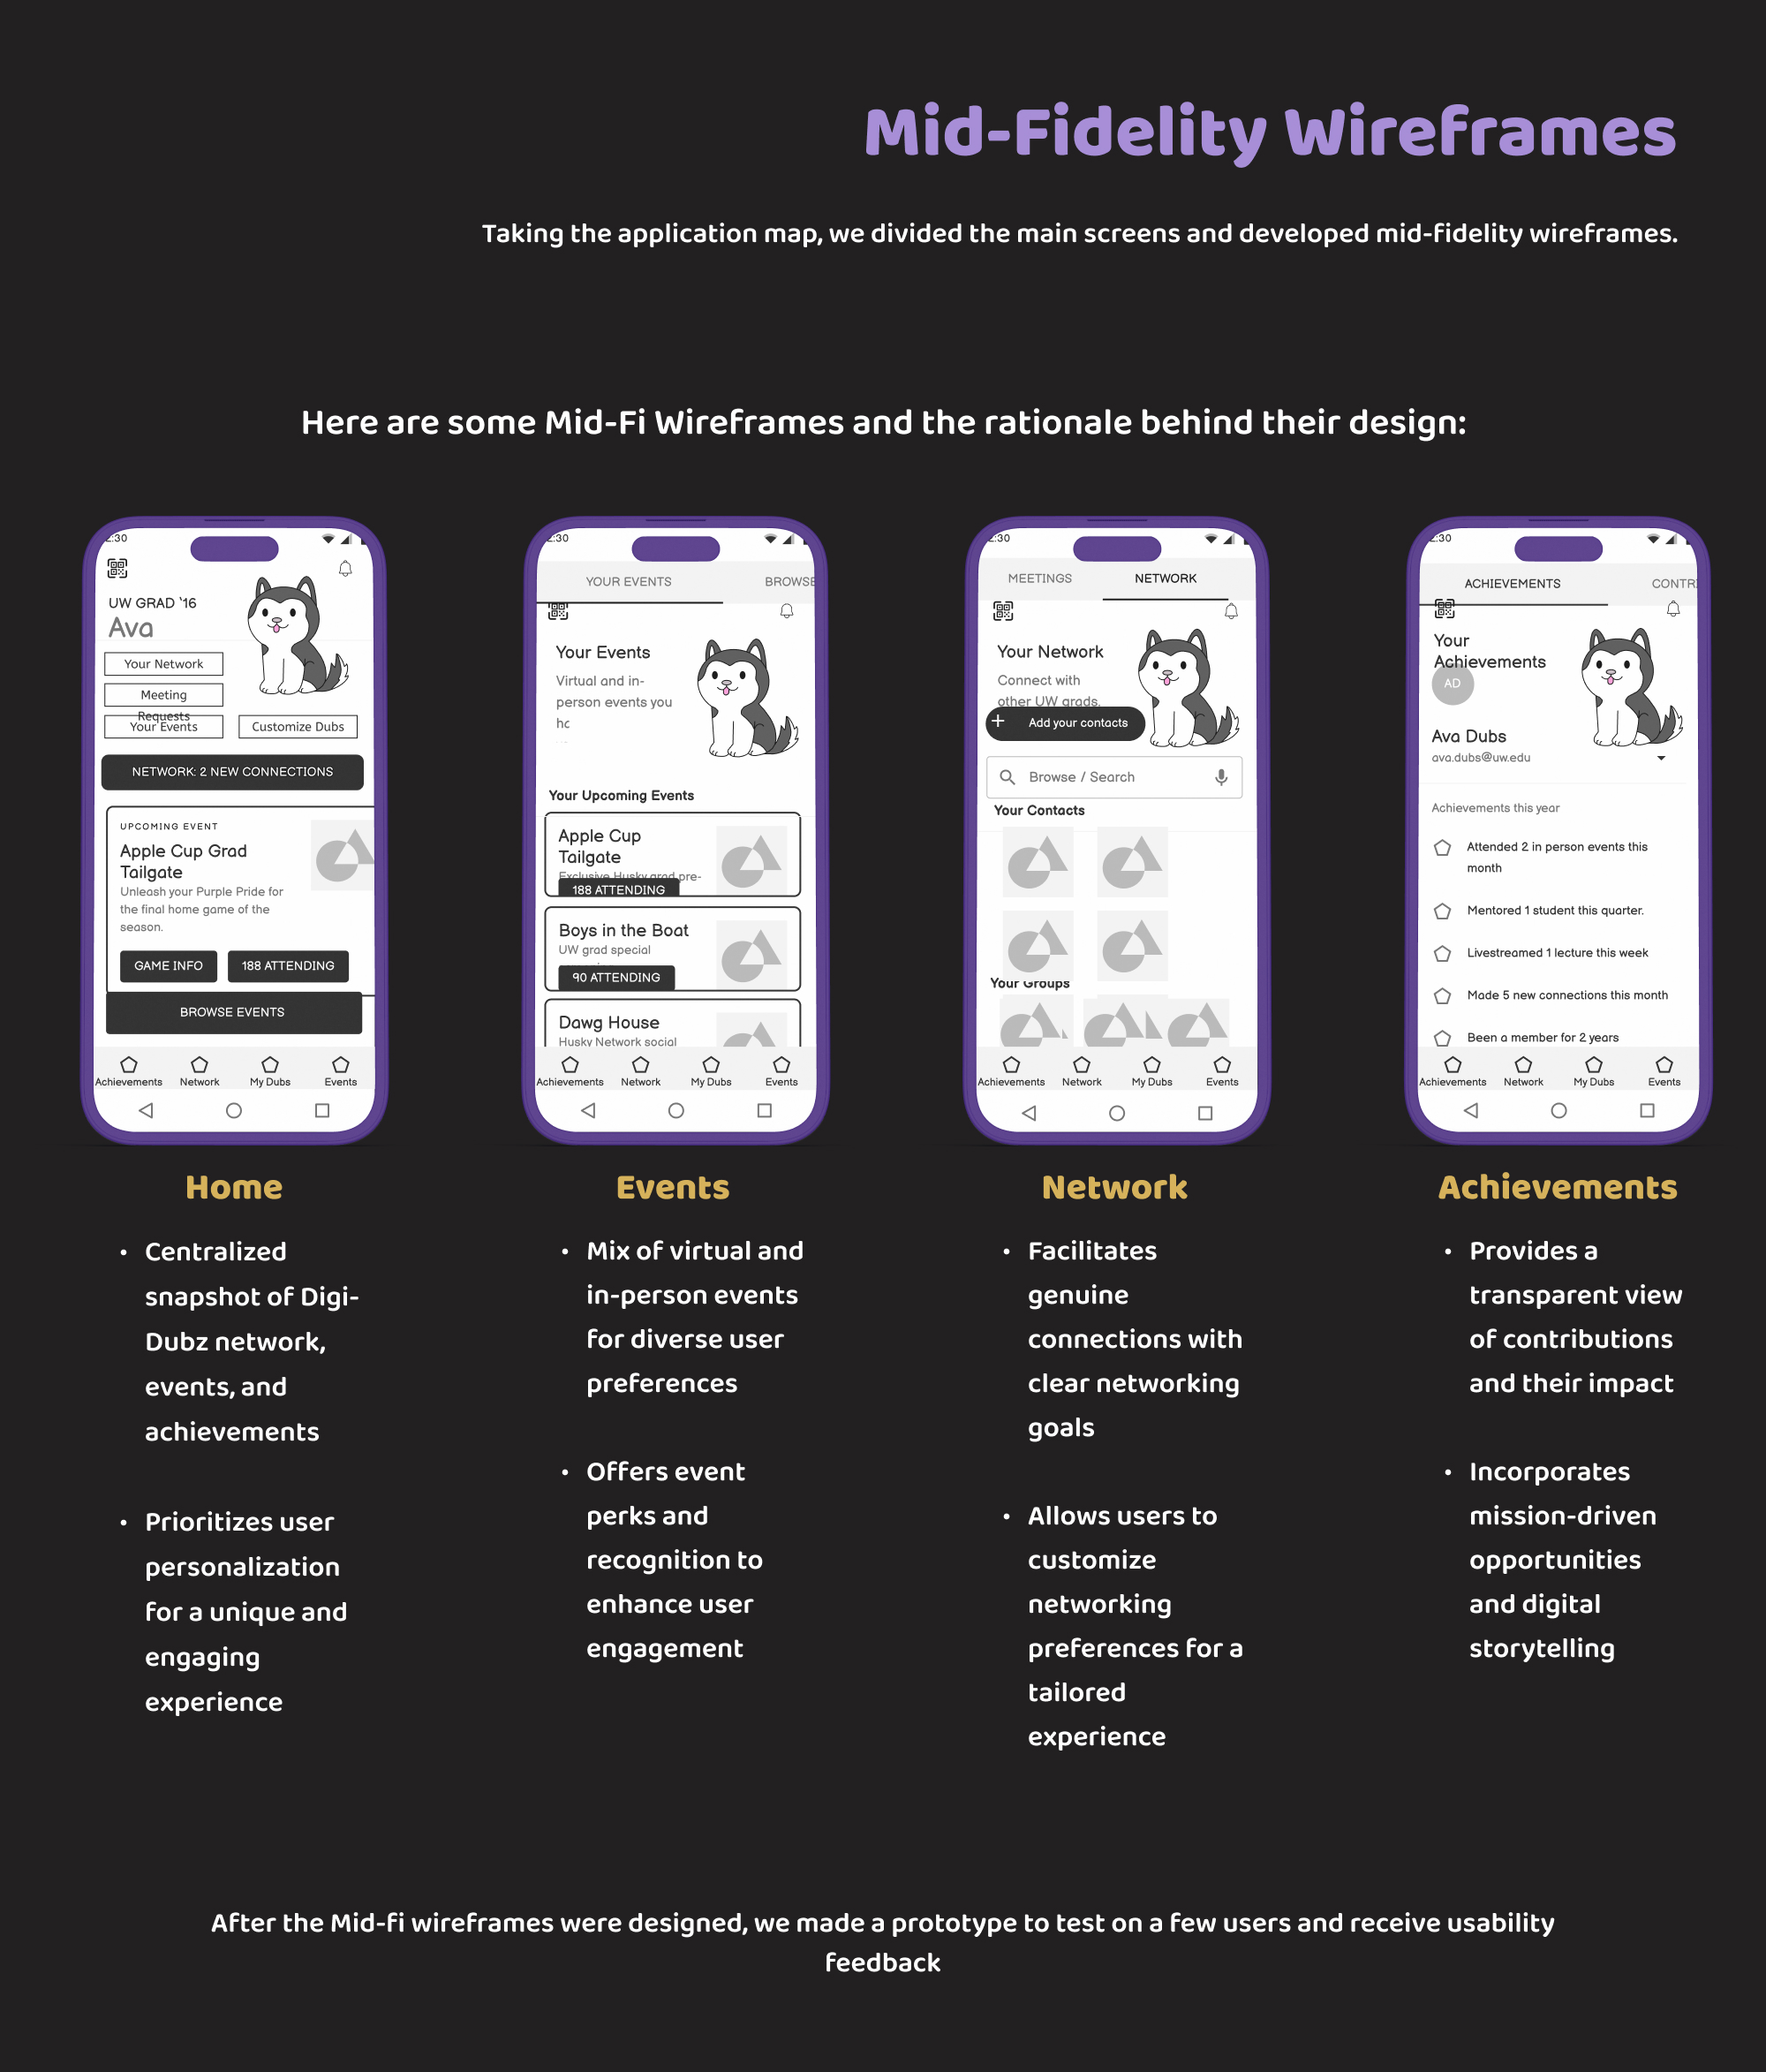 Mid-Fidelity Wireframes
Taking the application map, we divided the main screens and developed mid-fidelity wireframes.
Here are some Mid-Fi Wireframes and the rationale behind their design:
2:30
UW GRAD '16
Ava
Your Network
Meeting
Requests
Your Events
Customize Dubs
NETWORK: 2 NEW CONNECTIONS
UPCOMING EVENT
Apple Cup Grad
Tailgate
Unleash your Purple Pride for
the final home game of the
season.
GAME INFO
188 ATTENDING
BROWSE EVENTS
Achievements
Network
My Dubs
Events
2:30
YOUR EVENTS
BROWSE
Your Events
Virtual and in-
person events you
Your Upcoming Events
Apple Cup
Tailgate
Exclusive Husky grad pre-
188 ATTENDING
Boys in the Boat
UW grad special
90 ATTENDING
Dawg House
Husky Network social
Achievements
Network
My Dubs
Events
2:30
MEETINGS
NETWORK
Your Network
Connect with
other UW grads.
+ Add your contacts
Browse / Search
Your Contacts
Your Groups
Achievements
Network
My Dubs
Events
2:30
ACHIEVEMENTS
CONTR
Your
Achievements
AD
Ava Dubs
ava.dubs@uw.edu
Achievements this year
Attended 2 in person events this
month
Mentored 1 student this quarter.
Livestreamed 1 lecture this week
Made 5 new connections this month
Been a member for 2 years
Achievements
Network
My Dubs
Events
Home
• Centralized
snapshot of Digi-
Dubz network,
events, and
achievements
• Prioritizes user
personalization
for a unique and
engaging
experience
Events
• Mix of virtual and
in-person events
for diverse user
preferences
• Offers event
perks and
recognition to
enhance user
engagement
Network
• Facilitates
genuine
connections with
clear networking
goals
• Allows users to
customize
networking
preferences for a
tailored
experience
Achievements
• Provides a
transparent view
of contributions
and their impact
• Incorporates
mission-driven
opportunities
and digital
storytelling
After the Mid-fi wireframes were designed, we made a prototype to test on a few users and receive usability
feedback